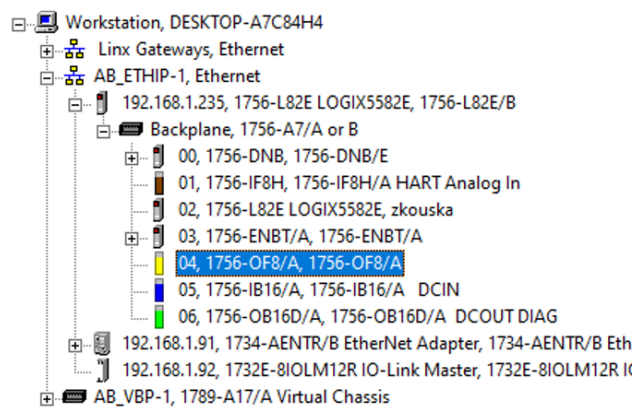 Workstation, DESKTOP-A7C84H4
Linx Gateways, Ethernet
AB_ETHIP-1, Ethernet
192.168.1.235, 1756-L82E LOGIX5582E, 1756-L82E/B
Backplane, 1756-A7/A or B
00, 1756-DNB, 1756-DNB/E
01, 1756-IF8H, 1756-IF8H/A HART Analog In
02, 1756-L82E LOGIX5582E, zkouska
03, 1756-ENBT/A, 1756-ENBT/A
04, 1756-OF8/A, 1756-OF8/A
05, 1756-IB16/A, 1756-IB16/A DCIN
06, 1756-OB16D/A, 1756-OB16D/A DCOUT DIAG
192.168.1.91, 1734-AENTR/B EtherNet Adapter, 1734-AENTR/B Eth
192.168.1.92, 1732E-8IOLM12R IO-Link Master, 1732E-8IOLM12R I
AB_VBP-1, 1789-A17/A Virtual Chassis